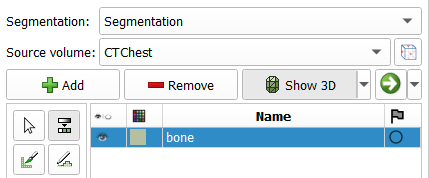 Segmentation: Segmentation
Source volume: CTChest
Add Remove Show 3D
Name
bone